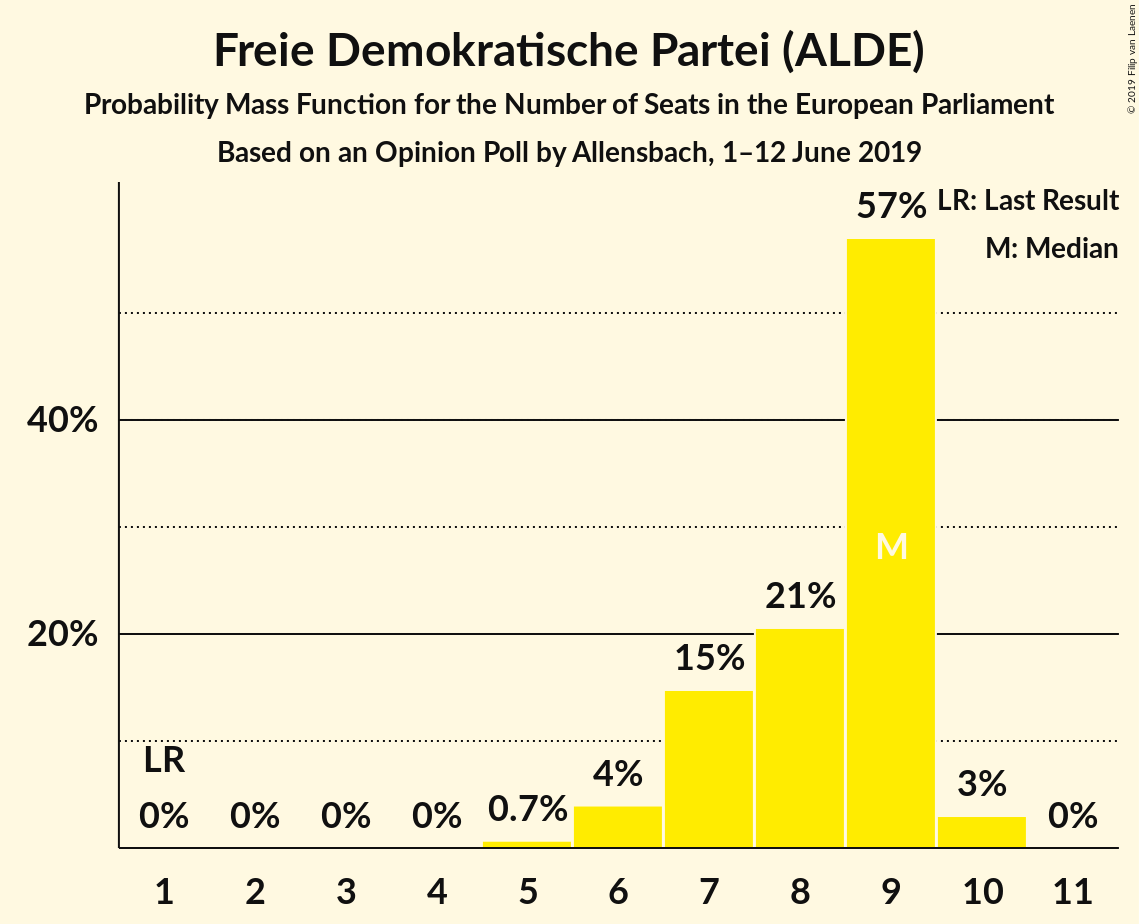 Freie Demokratische Partei (ALDE)
Probability Mass Function for the Number of Seats in the European Parliament
Based on an Opinion Poll by Allensbach, 1–12 June 2019
© 2019 Filip van Laenen
LR: Last Result
M: Median
57%
40%
M
21%
20%
15%
LR
4%
3%
0%
0%
0%
0%
0.7%
0%
1 2 3 4 5 6 7 8 9 10 11